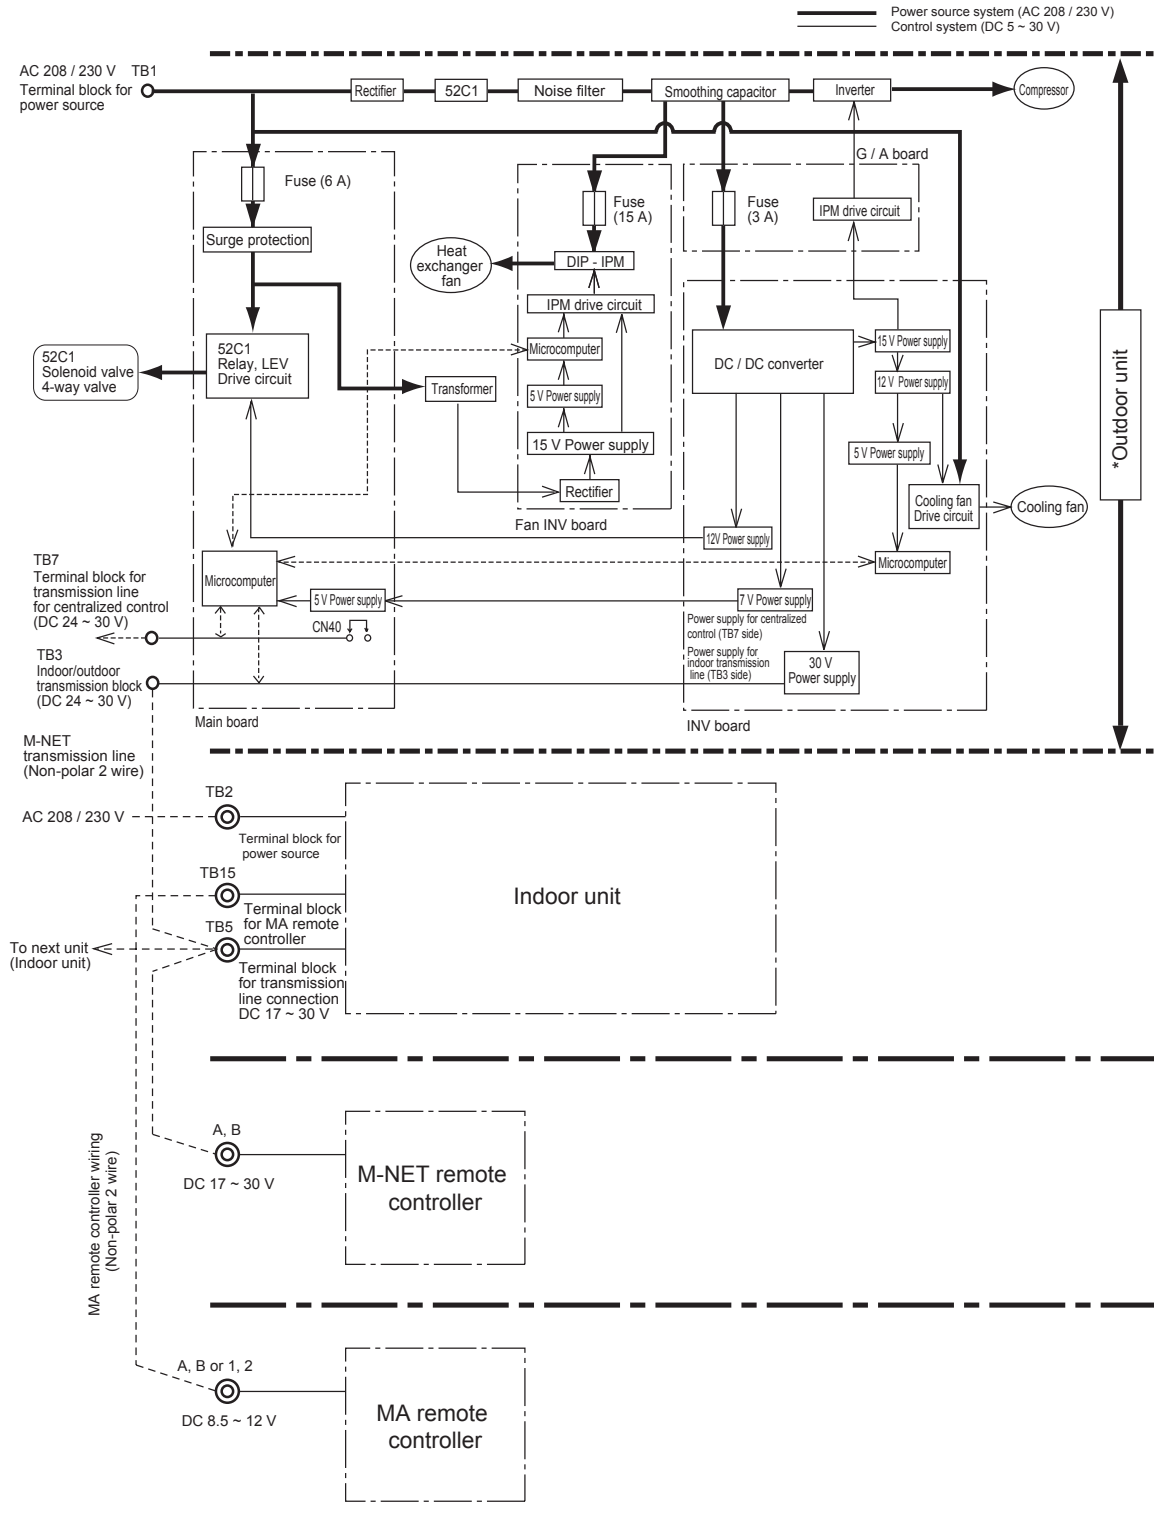 Power source system (AC 208 / 230 V)
Control system (DC 5 ~ 30 V)
AC 208 / 230 V TB1
Terminal block for
power source
Rectifier
52C1
Noise filter
Smoothing capacitor
Inverter
Compressor
G / A board
Fuse (6 A)
Fuse
(15 A)
Fuse
(3 A)
IPM drive circuit
Surge protection
Heat
exchanger
fan
DIP - IPM
IPM drive circuit
52C1
Relay, LEV
Drive circuit
52C1
Solenoid valve
4-way valve
Microcomputer
DC / DC converter
15 V Power supply
12 V Power supply
Transformer
5 V Power supply
15 V Power supply
5 V Power supply
Rectifier
Cooling fan
Drive circuit
Cooling fan
*Outdoor unit
Fan INV board
12V Power supply
TB7
Terminal block for
transmission line
for centralized control
(DC 24 ~ 30 V)
Microcomputer
Microcomputer
5 V Power supply
7 V Power supply
CN40
Power supply for centralized
control (TB7 side)
TB3
Indoor/outdoor
transmission block
(DC 24 ~ 30 V)
Power supply for
indoor transmission
line (TB3 side)
30 V
Power supply
Main board
INV board
M-NET
transmission line
(Non-polar 2 wire)
TB2
AC 208 / 230 V
Terminal block for
power source
TB15
Indoor unit
Terminal block
for MA remote
controller
TB5
To next unit
(Indoor unit)
Terminal block
for transmission
line connection
DC 17 ~ 30 V
A, B
DC 17 ~ 30 V
M-NET remote
controller
MA remote controller wiring
(Non-polar 2 wire)
A, B or 1, 2
DC 8.5 ~ 12 V
MA remote
controller